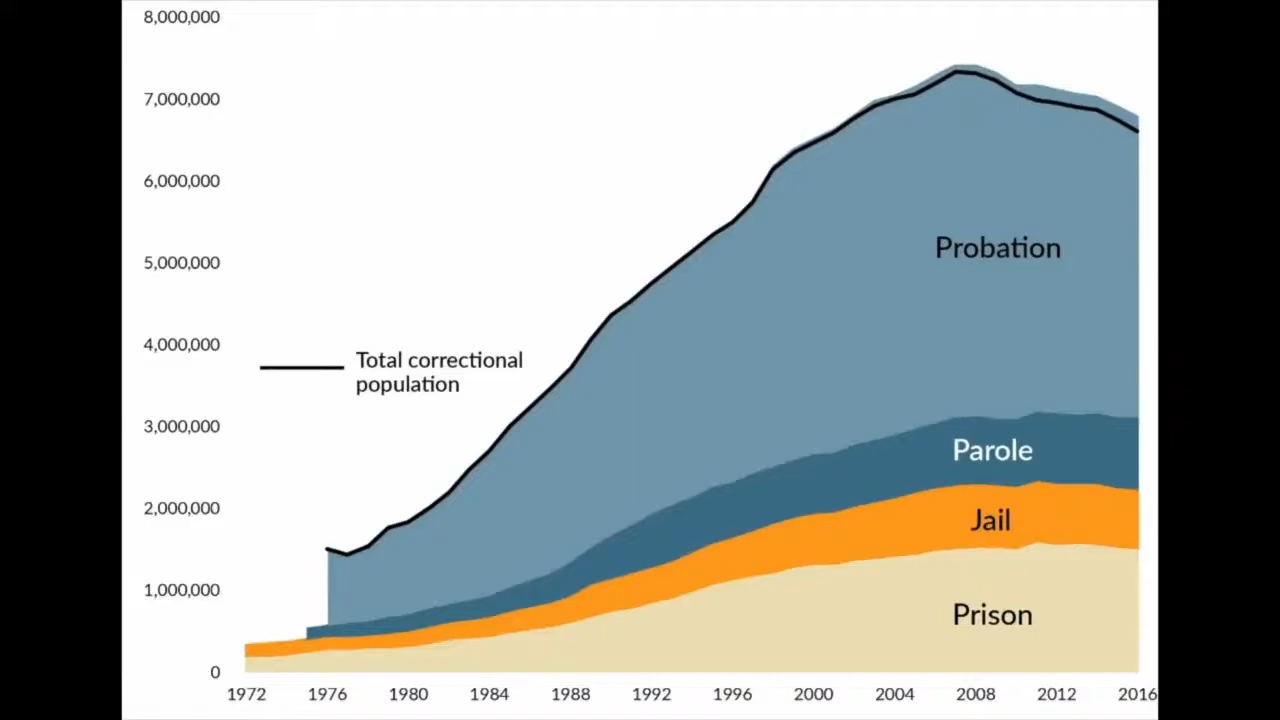 8,000,000
7,000,000
6,000,000
5,000,000
4,000,000
3,000,000
2,000,000
1,000,000
0
Total correctional
population
Probation
Parole
Jail
Prison
1972 1976 1980 1984 1988 1992 1996 2000 2004 2008 2012 2016